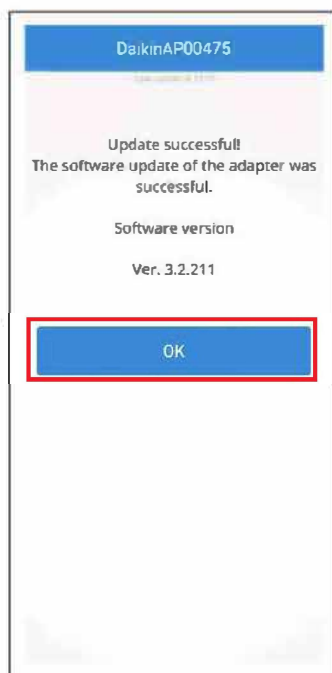 DaikinAP00475
Update successful!
The software update of the adapter was
successful.
Software version
Ver. 3.2.211
OK